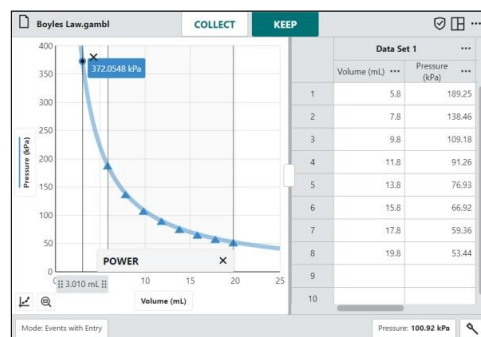 Boyles Law.gambl
COLLECT
KEEP
Data Set 1
Volume (mL)
Pressure (kPa)
1 5.8 189.25
2 7.8 138.46
3 9.8 109.18
4 11.8 91.26
5 13.8 76.93
6 15.8 66.92
7 17.8 59.36
8 19.8 53.44
9
10
Pressure (kPa)
400
350
300
250
200
150
100
50
0
372.0548 kPa
POWER
3.010 mL
10 15 20 25
Volume (mL)
Mode: Events with Entry
Pressure: 100.92 kPa